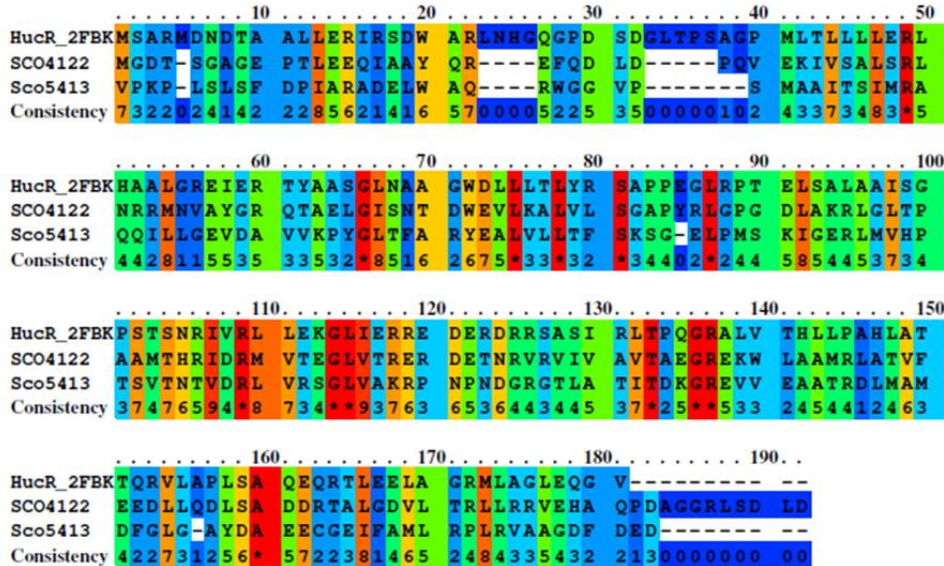 . . . . . . . . . 10 . . . . . . . . . 20 . . . . . . . . . 30 . . . . . . . . . 40 . . . . . . . . . 50
HucR_2FBK MSARMDNDTA ALLERIRSDW ARLNHGQGPD SDGLTPSAGP MLTLLLLERL
SCO4122 MGDT-SGAGE PTLEEQIAAY QR----EFQD LD-----PQV EKIVSALSRL
Sco5413 VPKP-LSLSF DPIARADELW AQ----RWGG VP-------S MAAITSIMRA
Consistency 7322024142 2285621416 5700005225 3500000102 43373483*5
. . . . . . . . . 60 . . . . . . . . . 70 . . . . . . . . . 80 . . . . . . . . . 90 . . . . . . . . . 100
HucR_2FBK HAALGREIER TYAASGLNAA GWDLLLTLYR SAPPEGLRPT ELSALAAISG
SCO4122 NRRMNVAYGR QTAELGISNT DWEVLKALVL SGAPYRLGPG DLAKRLGLTP
Sco5413 QQILLGEVDA VVKPYGLTFA RYEALVLLTF SKSG-ELPMS KIGERLMVHP
Consistency 4428115535 33532*8516 2675*33*32 *34402*244 5854453734
. . . . . . . . . 110 . . . . . . . . . 120 . . . . . . . . . 130 . . . . . . . . . 140 . . . . . . . . . 150
HucR_2FBK PSTSNRIVRL LEKGLIERRE DERDRRSASI RLTPQGRALV THLLPAHLAT
SCO4122 AAMTHRIDRM VTEGLVTRER DETNRVRVIV AVTAEGREKW LAAMRLATVF
Sco5413 TSVTNTVDRL VRSGLVAKRP NPNDGRGTLA TITDKGREVV EAATRDLMAM
Consistency 37476594*8 734**93763 6536443445 37*25**533 2454412463
. . . . . . . . . 160 . . . . . . . . . 170 . . . . . . . . . 180 . . . . . . . . . 190 . .
HucR_2FBK TQRVLAPLSA QEQRTLEELA GRMLAGLEQG V--------- --
SCO4122 EEDLLQDLSA DDRTALGDVL TRLLRRVEHA QPDAGGRLSD LD
Sco5413 DFGLG-AYDA EECGEIFAML RPLRVAAGDF DED------- --
Consistency 422731256* 5722381465 2484335432 2130000000 00